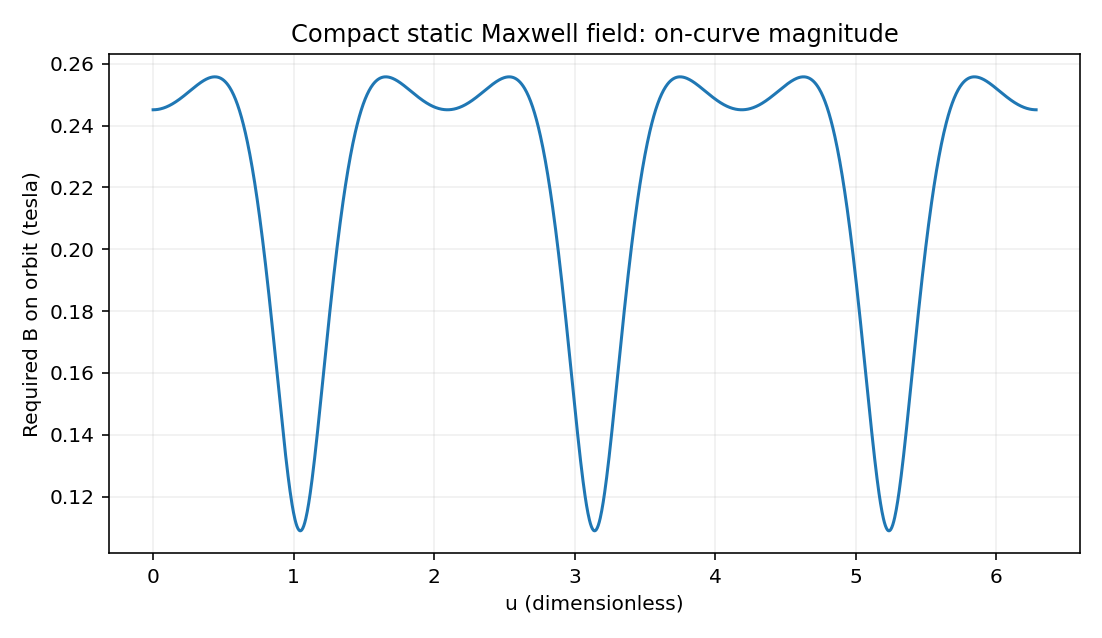 Compact static Maxwell field: on-curve magnitude
Required B on orbit (tesla)
0.26
0.24
0.22
0.20
0.18
0.16
0.14
0.12
0 1 2 3 4 5 6
u (dimensionless)